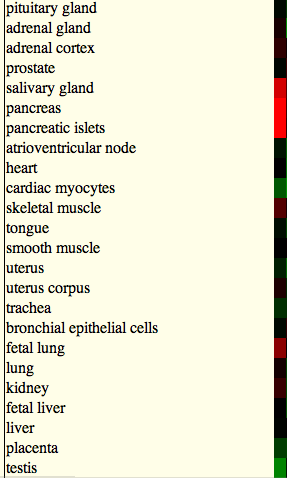 pituitary gland
adrenal gland
adrenal cortex
prostate
salivary gland
pancreas
pancreatic islets
atrioventricular node
heart
cardiac myocytes
skeletal muscle
tongue
smooth muscle
uterus
uterus corpus
trachea
bronchial epithelial cells
fetal lung
lung
kidney
fetal liver
liver
placenta
testis